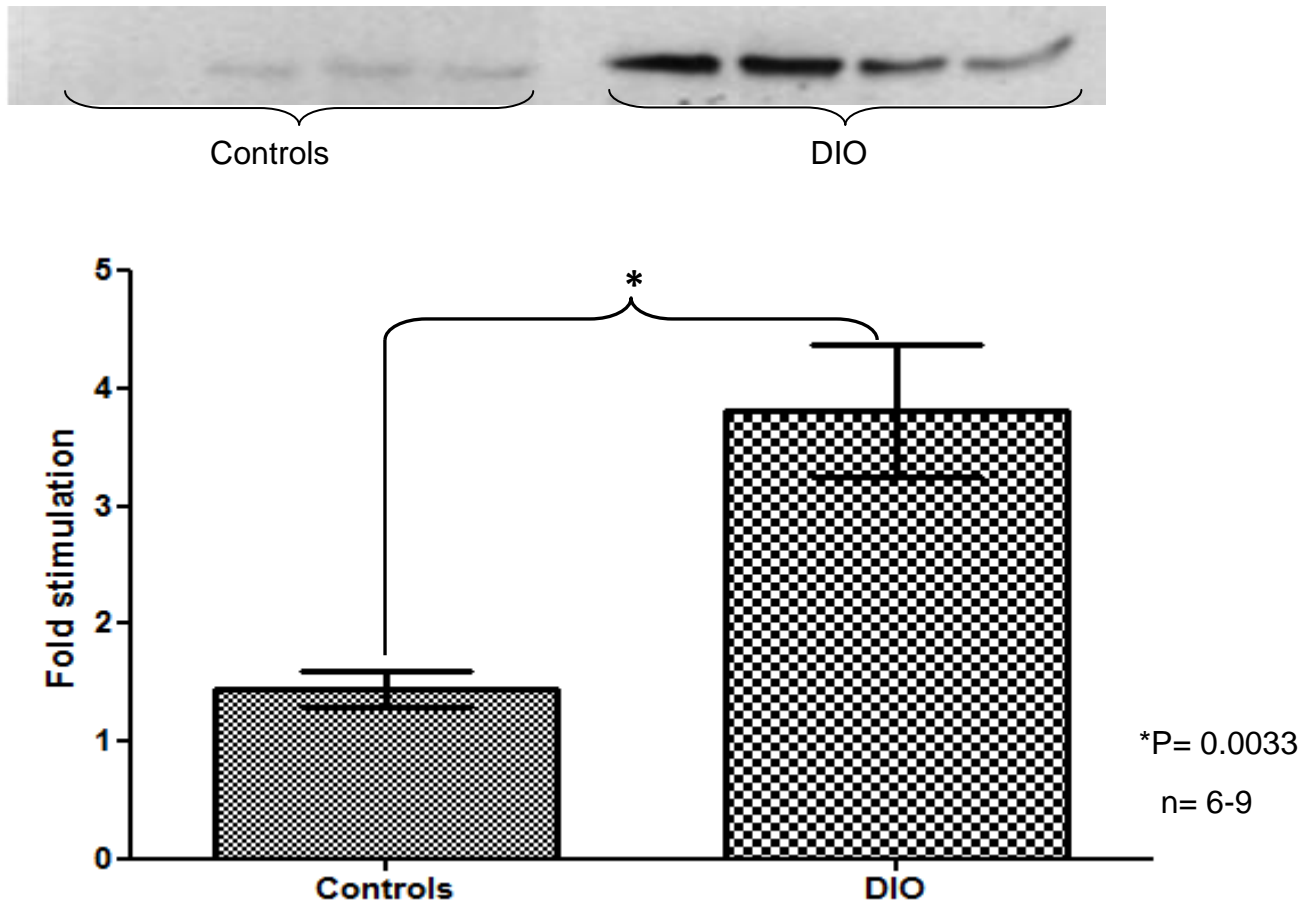 Controls DIO
*
5
4
3
2
1
0
Fold stimulation
*P= 0.0033
n= 6-9
Controls DIO